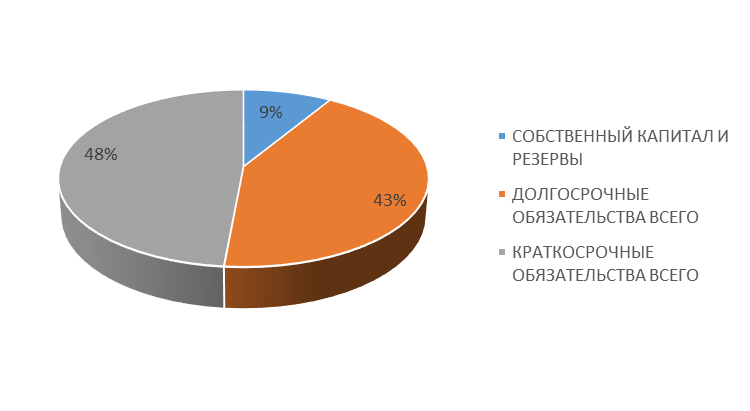 9%
48%
43%
СОБСТВЕННЫЙ КАПИТАЛ И
РЕЗЕРВЫ
ДОЛГОСРОЧНЫЕ
ОБЯЗАТЕЛЬСТВА ВСЕГО
КРАТКОСРОЧНЫЕ
ОБЯЗАТЕЛЬСТВА ВСЕГО